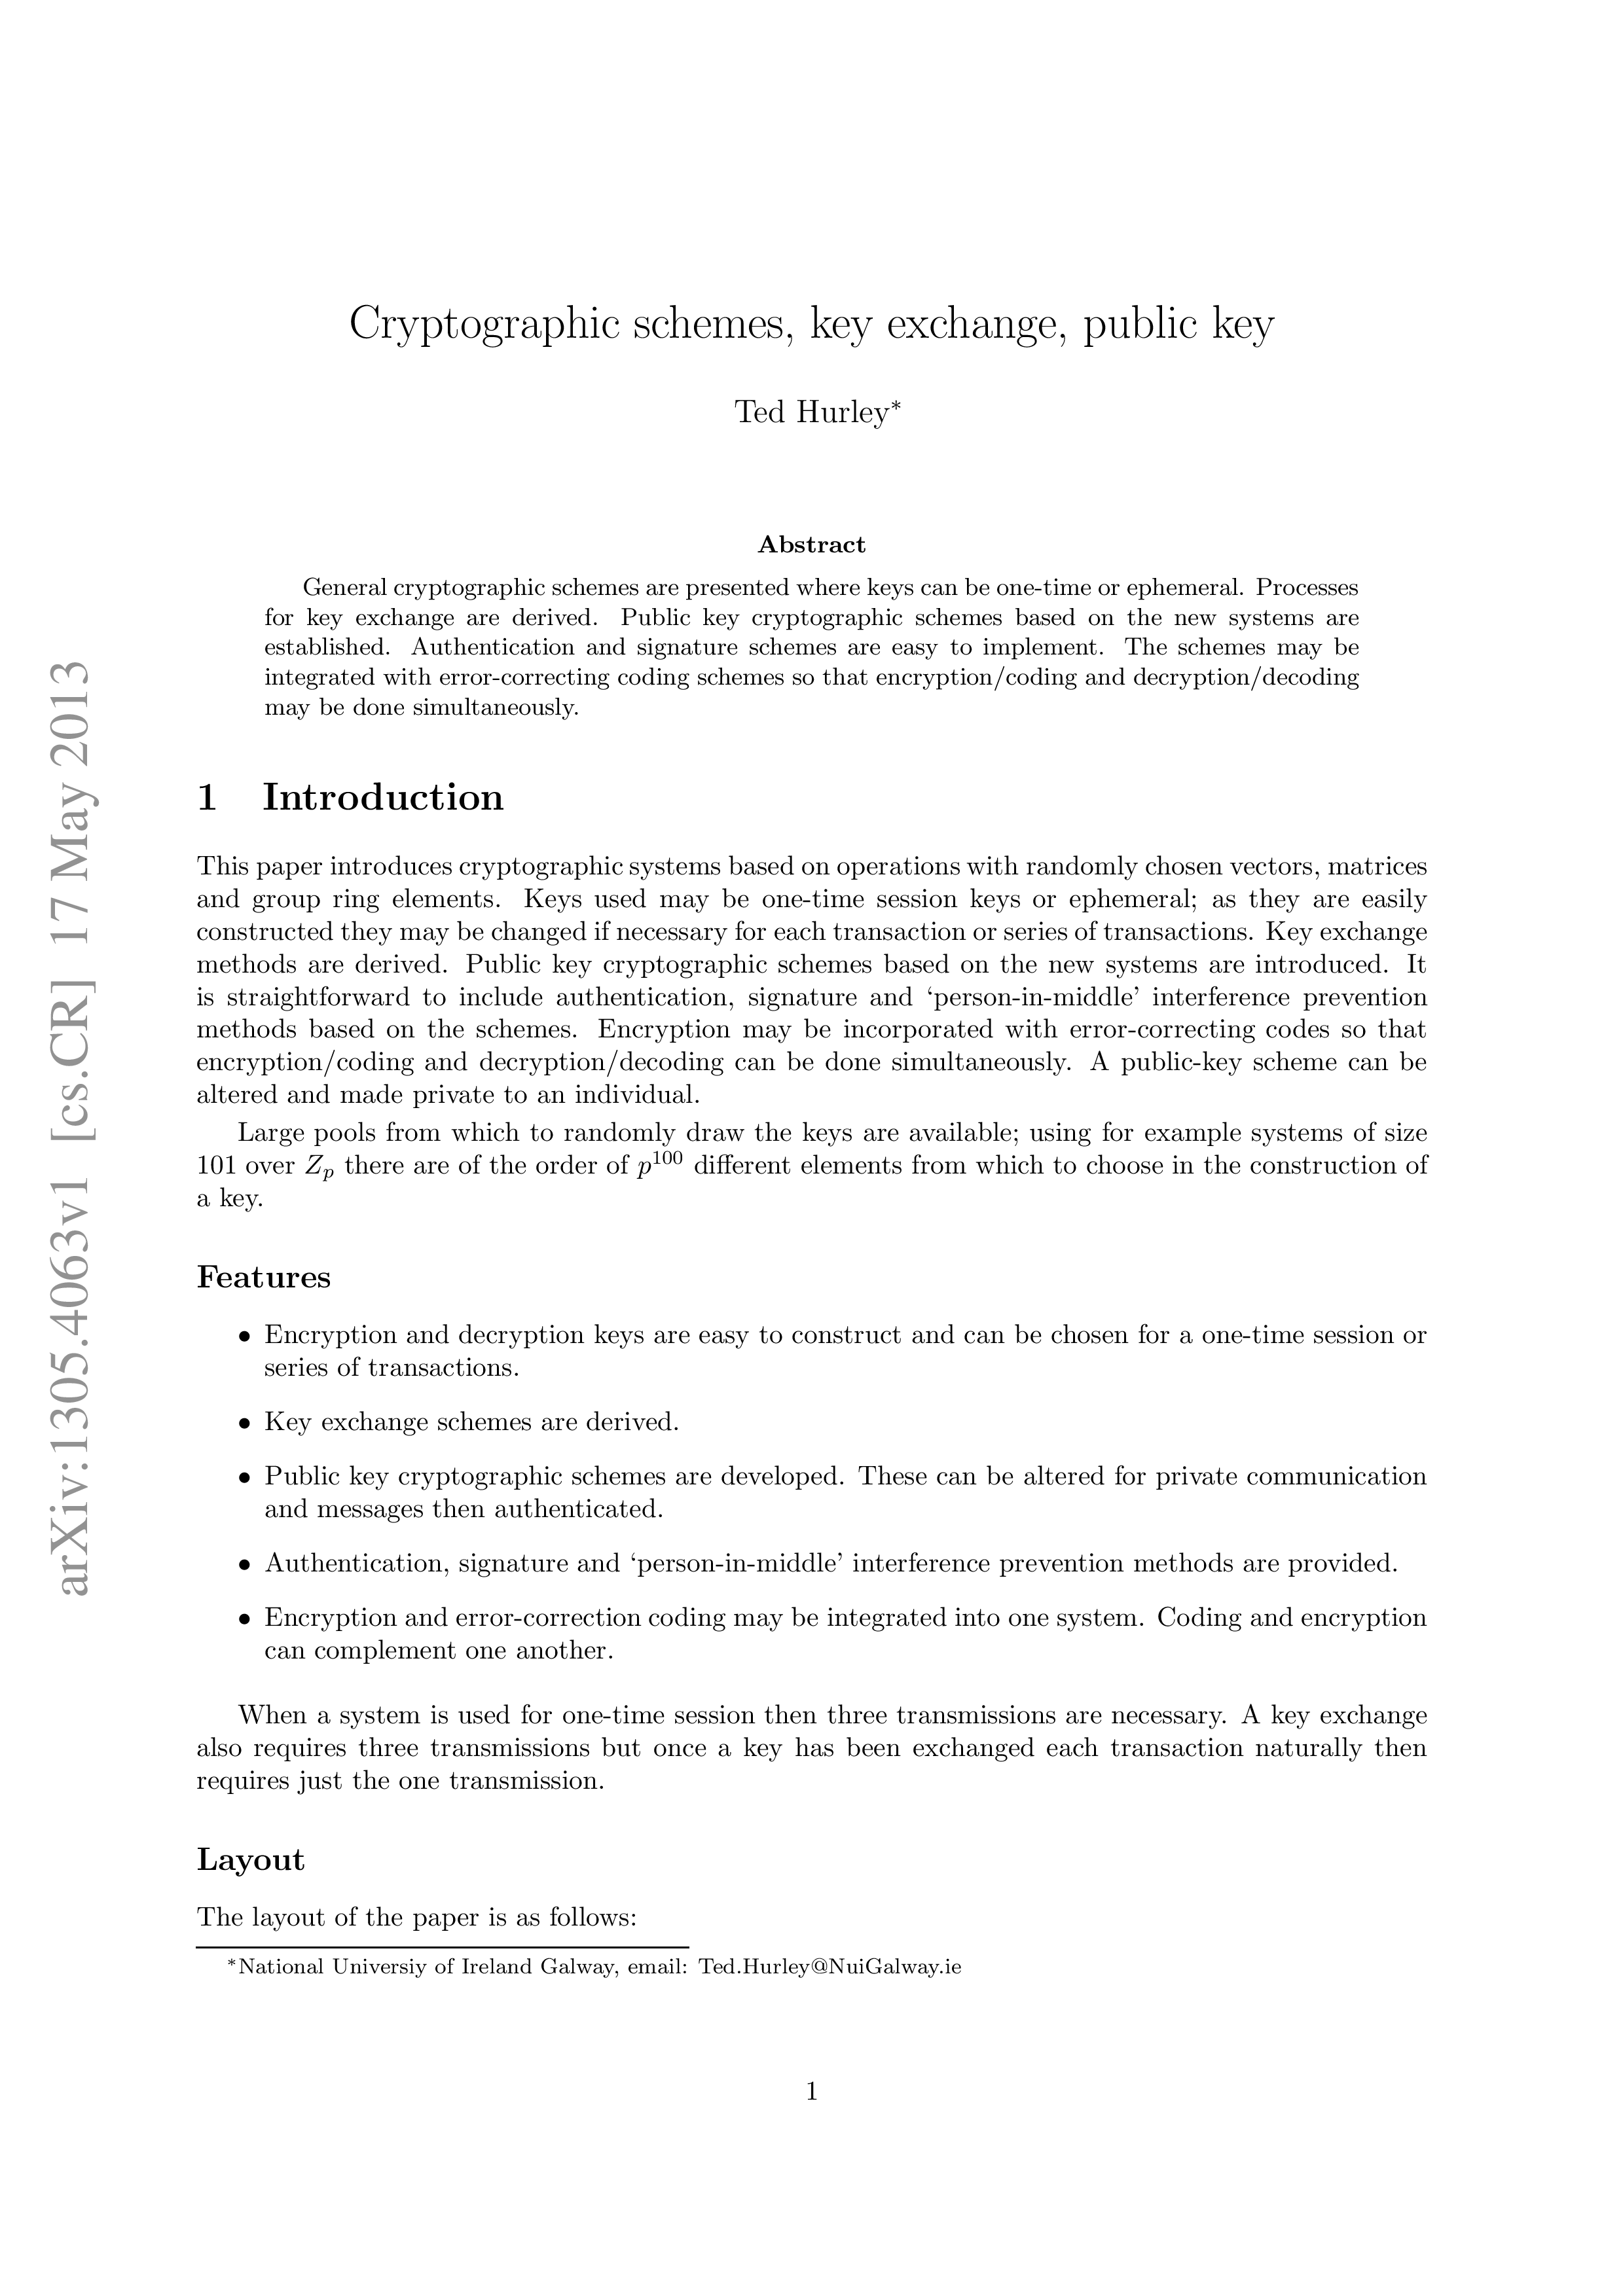 Cryptographic schemes, key exchange, public key
Ted Hurley*
Abstract
General cryptographic schemes are presented where keys can be one-time or ephemeral. Processes
for key exchange are derived. Public key cryptographic schemes based on the new systems are
established. Authentication and signature schemes are easy to implement. The schemes may be
integrated with error-correcting coding schemes so that encryption/coding and decryption/decoding
may be done simultaneously.
1 Introduction
This paper introduces cryptographic systems based on operations with randomly chosen vectors, matrices
and group ring elements. Keys used may be one-time session keys or ephemeral; as they are easily
constructed they may be changed if necessary for each transaction or series of transactions. Key exchange
methods are derived. Public key cryptographic schemes based on the new systems are introduced. It
is straightforward to include authentication, signature and ‘person-in-middle’ interference prevention
methods based on the schemes. Encryption may be incorporated with error-correcting codes so that
encryption/coding and decryption/decoding can be done simultaneously. A public-key scheme can be
altered and made private to an individual.
Large pools from which to randomly draw the keys are available; using for example systems of size
101 over Z_p there are of the order of p^100 different elements from which to choose in the construction of
a key.
Features
• Encryption and decryption keys are easy to construct and can be chosen for a one-time session or
series of transactions.
• Key exchange schemes are derived.
• Public key cryptographic schemes are developed. These can be altered for private communication
and messages then authenticated.
• Authentication, signature and ‘person-in-middle’ interference prevention methods are provided.
• Encryption and error-correction coding may be integrated into one system. Coding and encryption
can complement one another.
When a system is used for one-time session then three transmissions are necessary. A key exchange
also requires three transmissions but once a key has been exchanged each transaction naturally then
requires just the one transmission.
Layout
The layout of the paper is as follows:
*National Universiy of Ireland Galway, email: Ted.Hurley@NuiGalway.ie
1
arXiv:1305.4063v1 [cs.CR] 17 May 2013